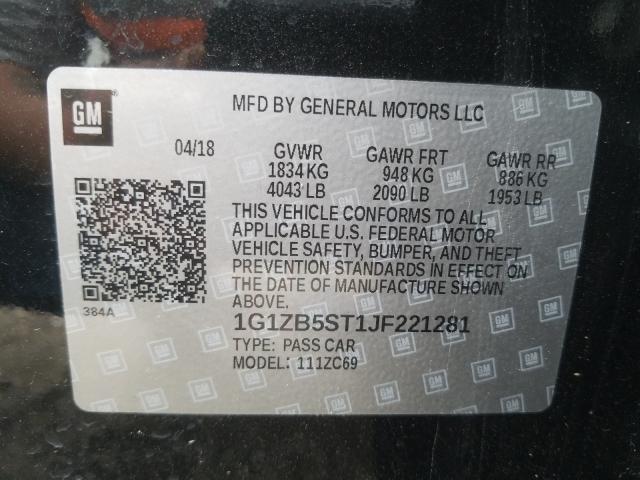 GM
MFD BY GENERAL MOTORS LLC
04/18 GVWR GAWR FRT GAWR RR
1834 KG 948 KG 886 KG
4043 LB 2090 LB 1953 LB
THIS VEHICLE CONFORMS TO ALL
APPLICABLE U.S. FEDERAL MOTOR
VEHICLE SAFETY, BUMPER, AND THEFT
PREVENTION STANDARDS IN EFFECT ON
THE DATE OF MANUFACTURE SHOWN
ABOVE.
384A
1G1ZB5ST1JF221281
TYPE: PASS CAR
MODEL: 111ZC69